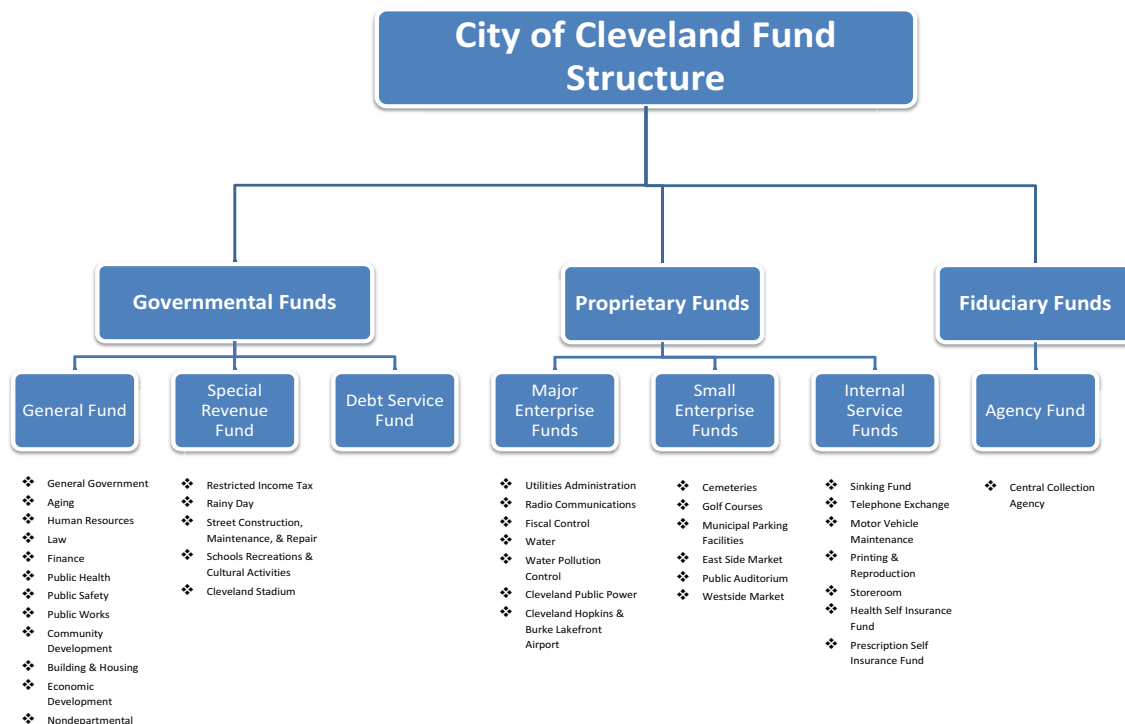 City of Cleveland Fund
Structure
Governmental Funds
Proprietary Funds
Fiduciary Funds
General Fund
Special
Revenue
Fund
Debt Service
Fund
Major
Enterprise
Funds
Small
Enterprise
Funds
Internal
Service
Funds
Agency Fund
❖ General Government
❖ Aging
❖ Human Resources
❖ Law
❖ Finance
❖ Public Health
❖ Public Safety
❖ Public Works
❖ Community
Development
❖ Building & Housing
❖ Economic
Development
❖ Nondepartmental
❖ Restricted Income Tax
❖ Rainy Day
❖ Street Construction,
Maintenance, & Repair
❖ Schools Recreations &
Cultural Activities
❖ Cleveland Stadium
❖ Utilities Administration
❖ Radio Communications
❖ Fiscal Control
❖ Water
❖ Water Pollution
Control
❖ Cleveland Public Power
❖ Cleveland Hopkins &
Burke Lakefront
Airport
❖ Cemeteries
❖ Golf Courses
❖ Municipal Parking
Facilities
❖ East Side Market
❖ Public Auditorium
❖ Westside Market
❖ Sinking Fund
❖ Telephone Exchange
❖ Motor Vehicle
Maintenance
❖ Printing &
Reproduction
❖ Storeroom
❖ Health Self Insurance
Fund
❖ Prescription Self
Insurance Fund
❖ Central Collection
Agency